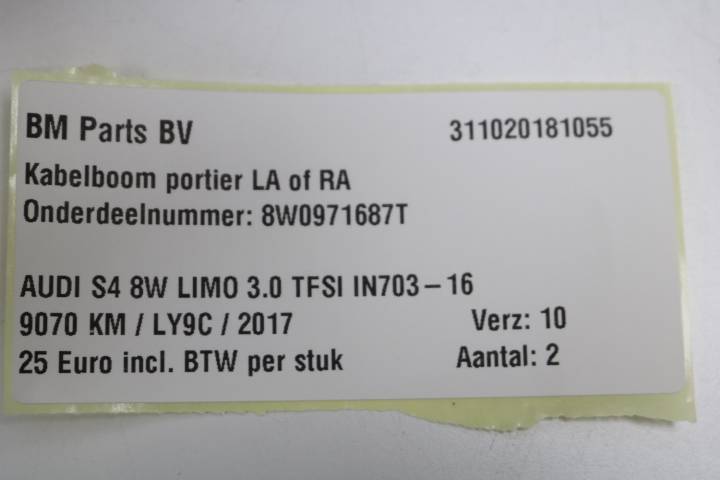 BM Parts BV 311020181055
Kabelboom portier LA of RA
Onderdeelnummer: 8W0971687T
AUDI S4 8W LIMO 3.0 TFSI IN703-16
9070 KM / LY9C / 2017 Verz: 10
25 Euro incl. BTW per stuk Aantal: 2